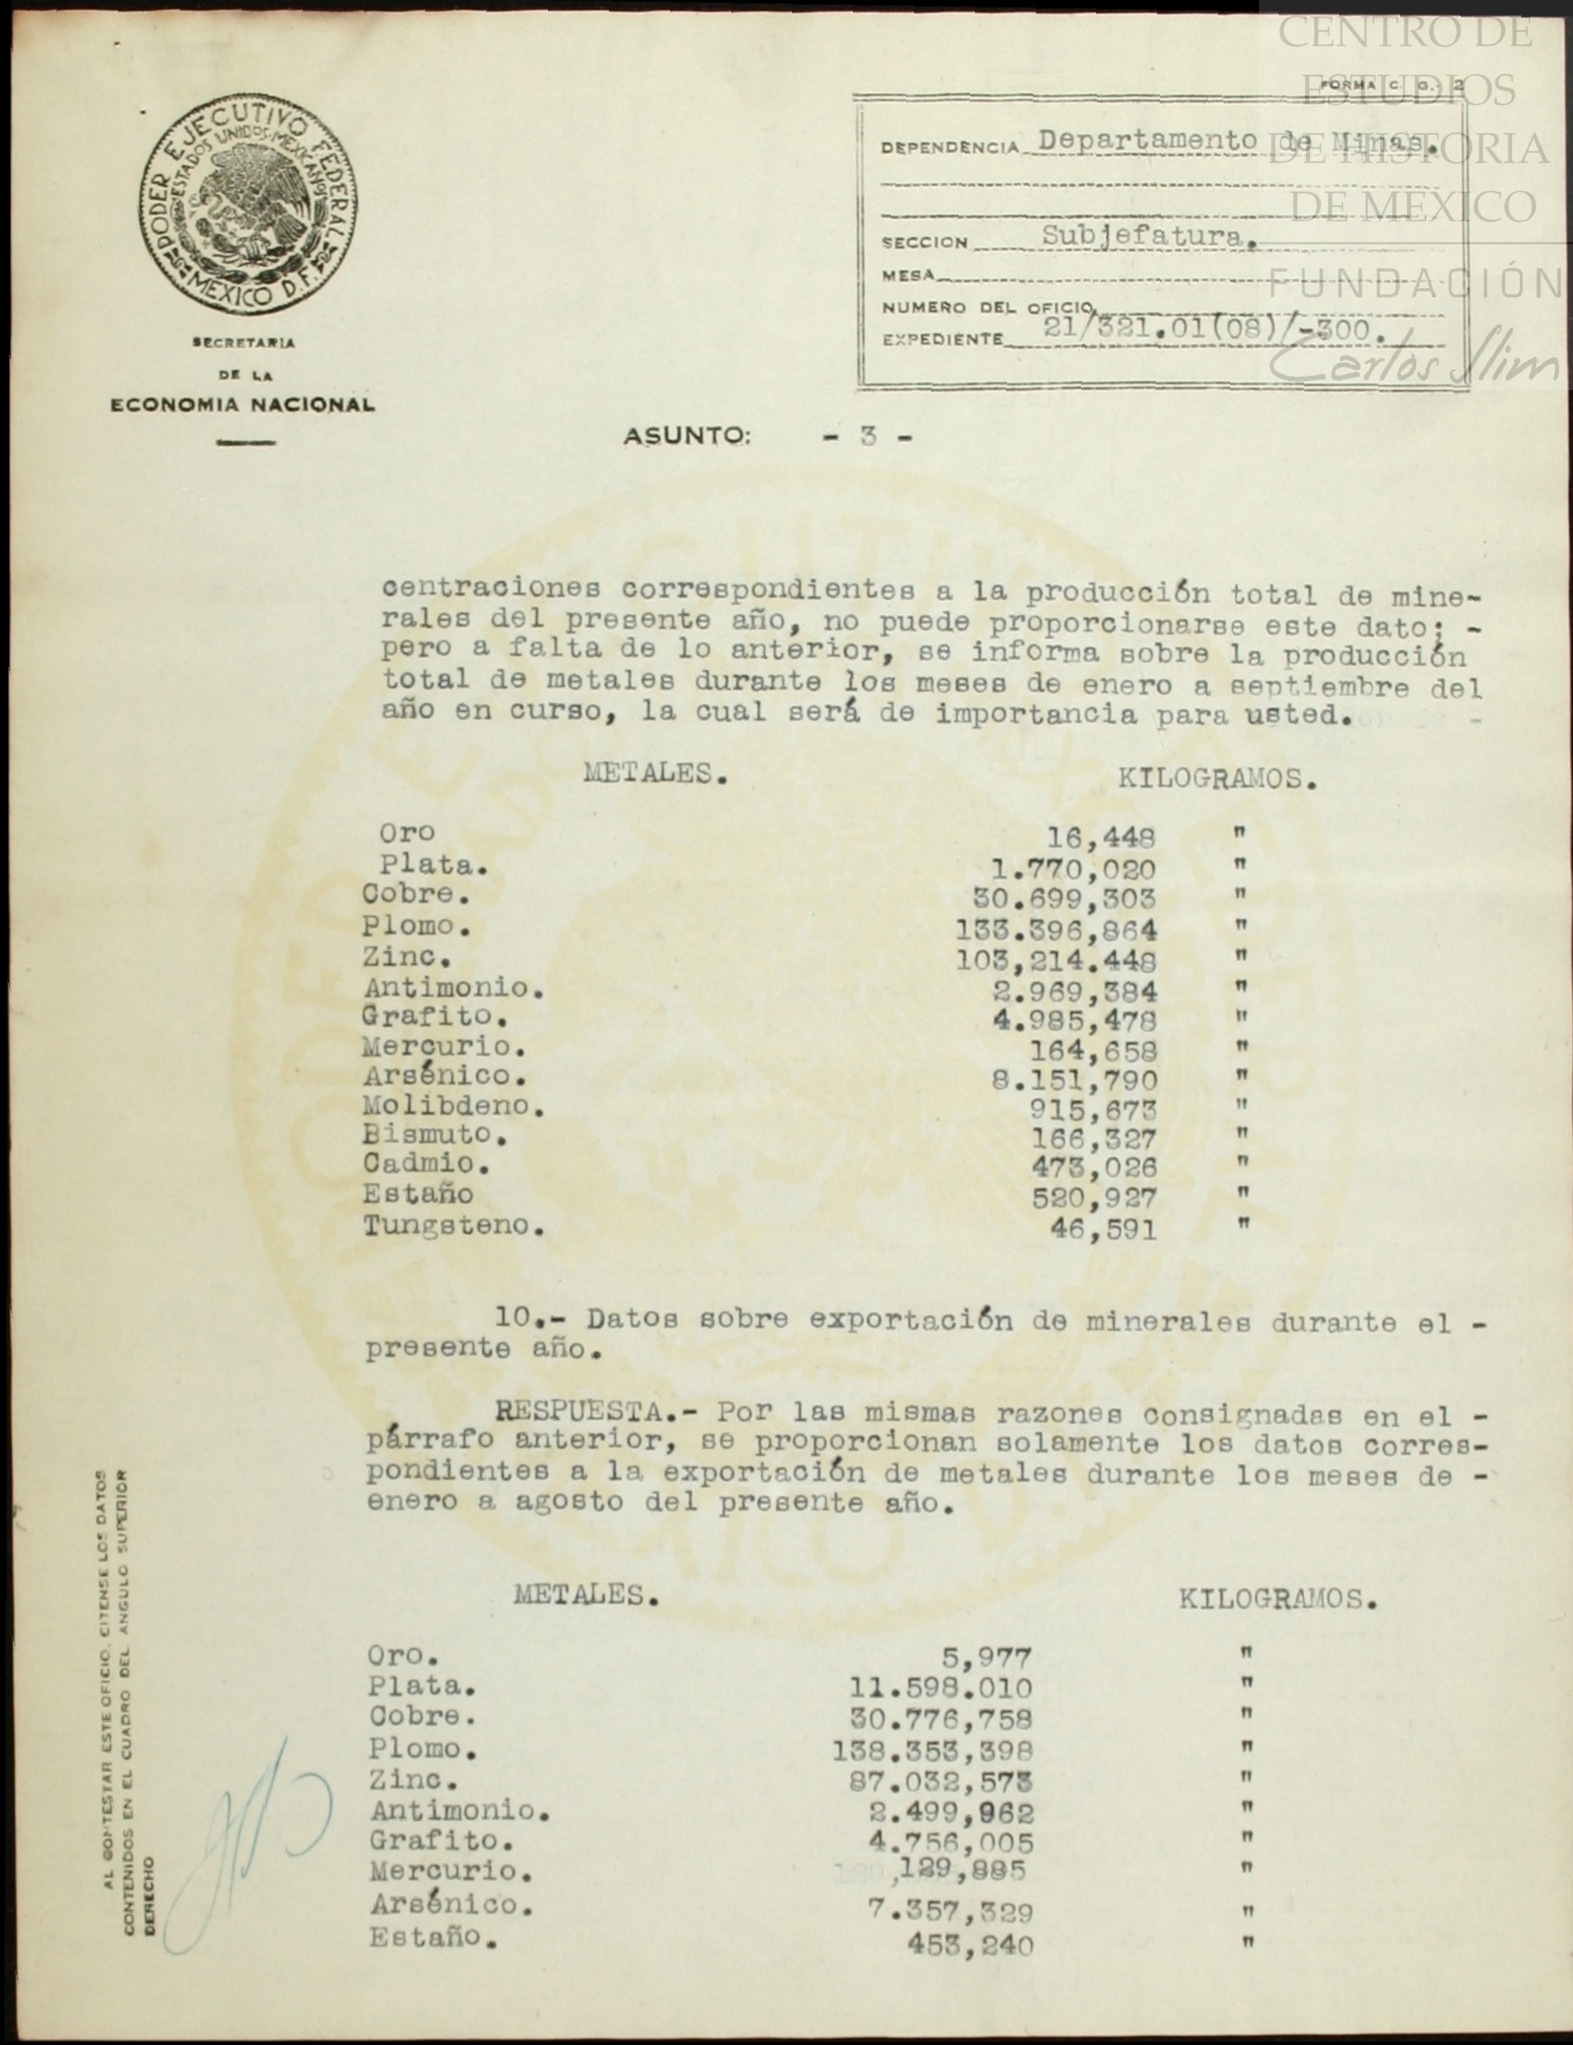 CENTRO DE
ESTUDIOS
DE HISTORIA
DE MEXICO
FUNDACIÓN
Carlos Slim
PODER EJECUTIVO FEDERAL
ESTADOS UNIDOS MEXICANOS
MEXICO D.F.
SECRETARIA
DE LA
ECONOMIA NACIONAL
FORMA C. G.- 2
DEPENDENCIA Departamento de Minas.
SECCION Subjefatura.
MESA
NUMERO DEL OFICIO
EXPEDIENTE 21/321.01(08)/-300.
ASUNTO: - 3 -
centraciones correspondientes a la producción total de mine-
rales del presente año, no puede proporcionarse este dato; -
pero a falta de lo anterior, se informa sobre la producción
total de metales durante los meses de enero a septiembre del
año en curso, la cual será de importancia para usted. -
METALES. KILOGRAMOS.
Oro 16,448 "
Plata. 1.770,020 "
Cobre. 30.699,303 "
Plomo. 133.396,864 "
Zinc. 103,214.448 "
Antimonio. 2.969,384 "
Grafito. 4.985,478 "
Mercurio. 164,658 "
Arsénico. 8.151,790 "
Molibdeno. 915,673 "
Bismuto. 166,327 "
Cadmio. 473,026 "
Estaño 520,927 "
Tungsteno. 46,591 "
10.- Datos sobre exportación de minerales durante el -
presente año.
RESPUESTA.- Por las mismas razones consignadas en el -
párrafo anterior, se proporcionan solamente los datos corres-
pondientes a la exportación de metales durante los meses de -
enero a agosto del presente año.
METALES. KILOGRAMOS.
Oro. 5,977 "
Plata. 11.598.010 "
Cobre. 30.776,758 "
Plomo. 138.353,398 "
Zinc. 87.032,573 "
Antimonio. 2.499,962 "
Grafito. 4.756,005 "
Mercurio. 129,885 "
Arsénico. 7.357,329 "
Estaño. 453,240 "
AL CONTESTAR ESTE OFICIO, CITENSE LOS DATOS
CONTENIDOS EN EL CUADRO DEL ANGULO SUPERIOR
DERECHO